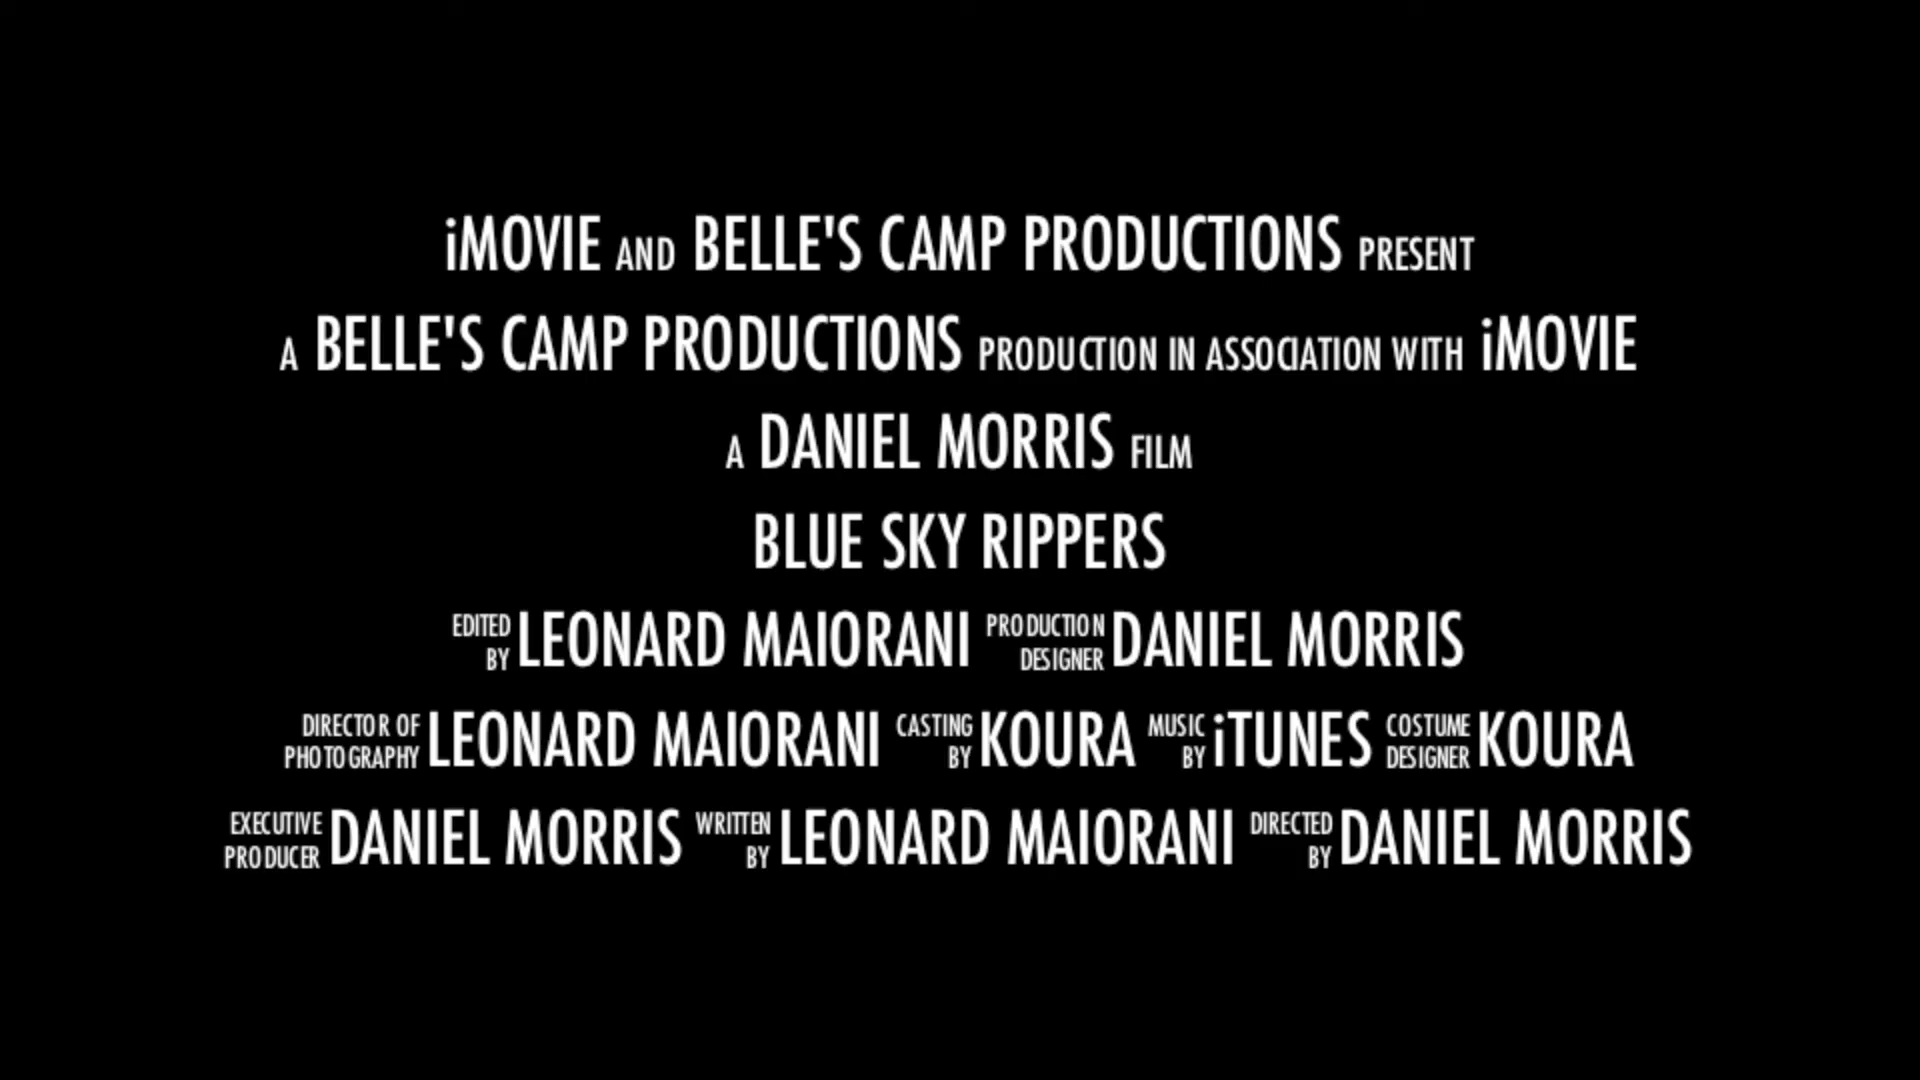 iMOVIE AND BELLE'S CAMP PRODUCTIONS PRESENT
A BELLE'S CAMP PRODUCTIONS PRODUCTION IN ASSOCIATION WITH iMOVIE
A DANIEL MORRIS FILM
BLUE SKY RIPPERS
EDITED BY LEONARD MAIORANI PRODUCTION DESIGNER DANIEL MORRIS
DIRECTOR OF PHOTOGRAPHY LEONARD MAIORANI CASTING BY KOURA MUSIC BY iTUNES COSTUME DESIGNER KOURA
EXECUTIVE PRODUCER DANIEL MORRIS WRITTEN BY LEONARD MAIORANI DIRECTED BY DANIEL MORRIS